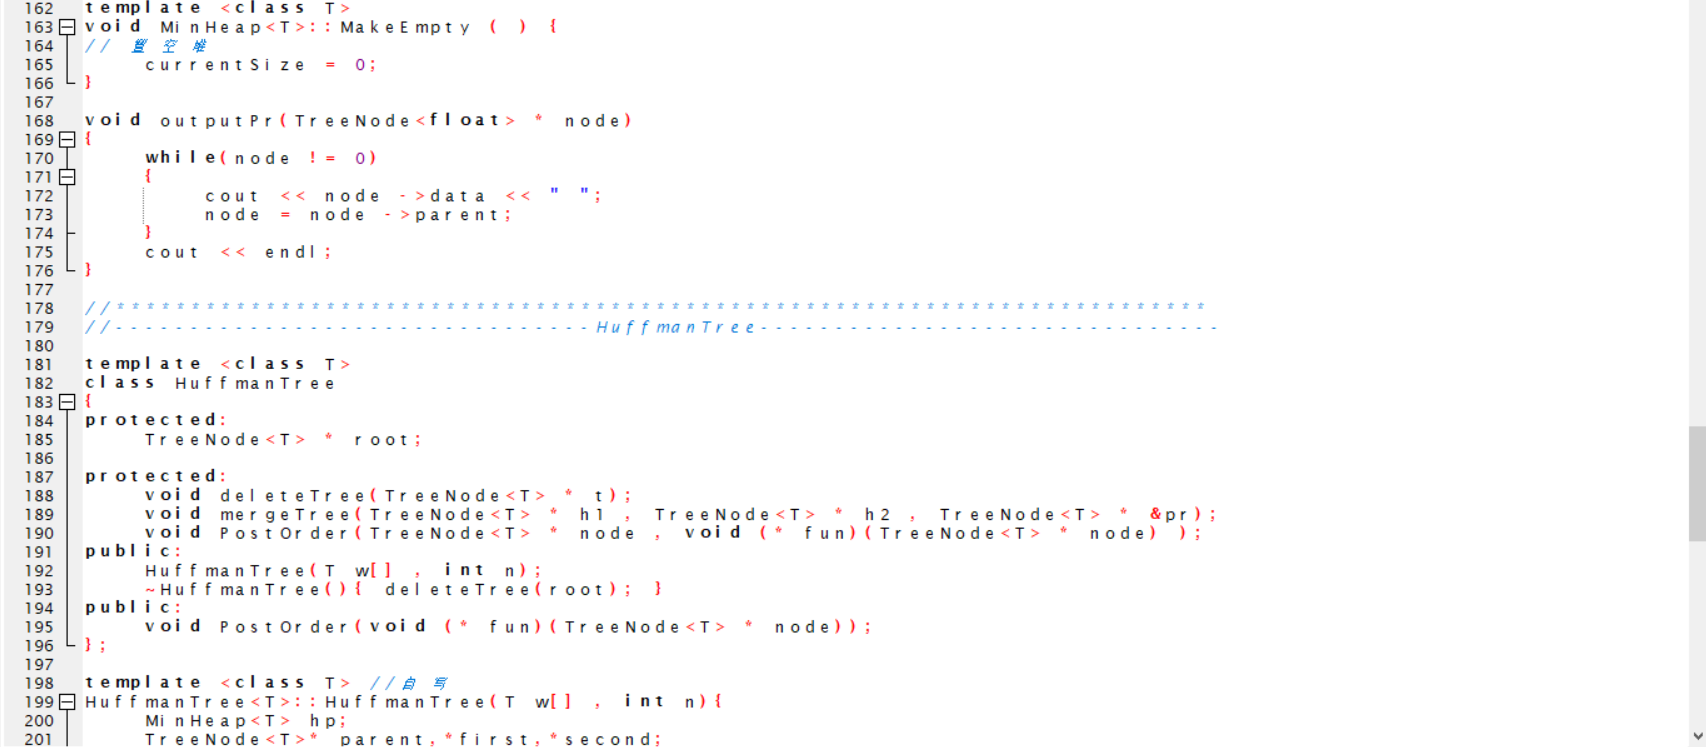 162 template <class T>
163 void MinHeap<T>::MakeEmpty ( ) {
164 // 置空堆
165 currentSize = 0;
166 }
167
168 void outputPr(TreeNode<float> * node)
169 {
170 while(node != 0)
171 {
172 cout << node ->data << " ";
173 node = node ->parent;
174 }
175 cout << endl;
176 }
177
178 //*************************************************************************
179 //--------------------------------HuffmanTree-------------------------------
180
181 template <class T>
182 class HuffmanTree
183 {
184 protected:
185 TreeNode<T> * root;
186
187 protected:
188 void deleteTree(TreeNode<T> * t);
189 void mergeTree(TreeNode<T> * h1 , TreeNode<T> * h2 , TreeNode<T> * &pr);
190 void PostOrder(TreeNode<T> * node , void (* fun)(TreeNode<T> * node) );
191 public:
192 HuffmanTree(T w[] , int n);
193 ~HuffmanTree(){ deleteTree(root); }
194 public:
195 void PostOrder(void (* fun)(TreeNode<T> * node));
196 };
197
198 template <class T> //自写
199 HuffmanTree<T>::HuffmanTree(T w[] , int n){
200 MinHeap<T> hp;
201 TreeNode<T>* parent,*first,*second;